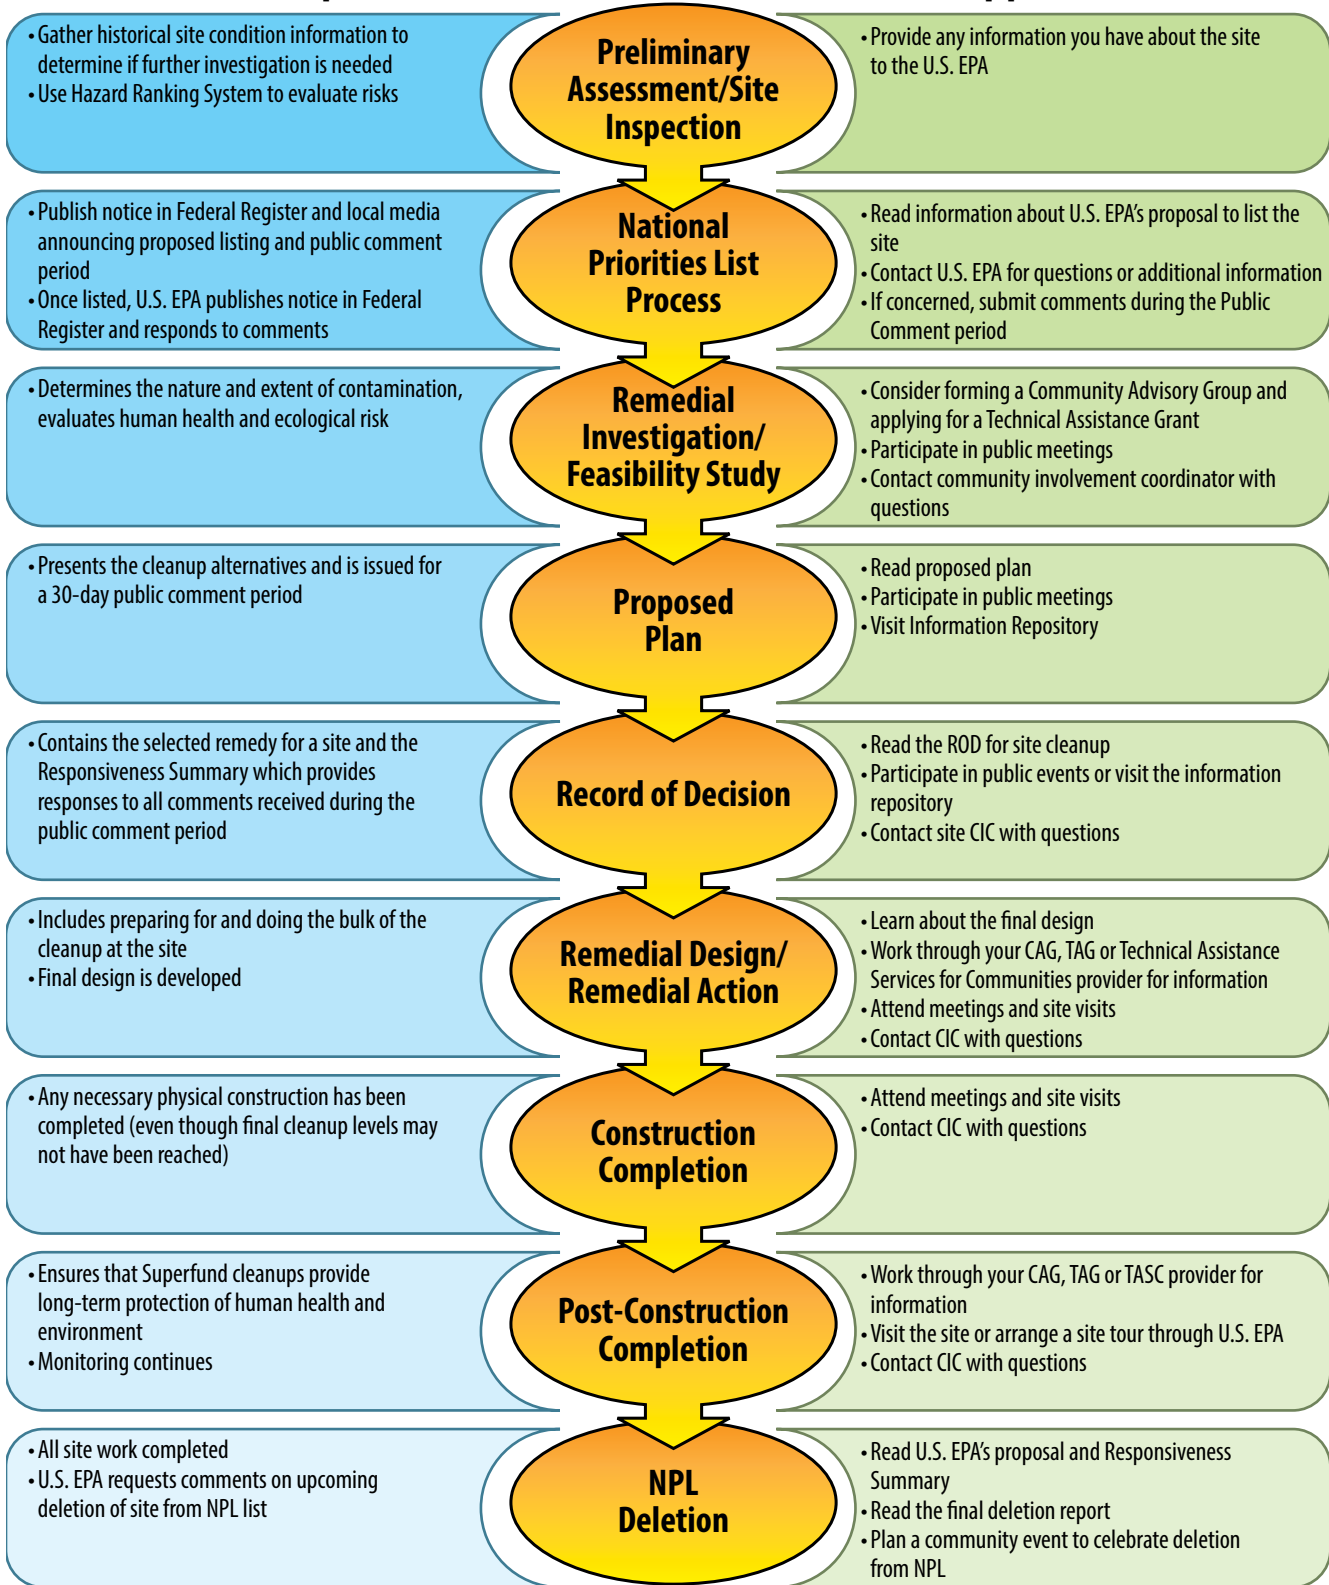 • Gather historical site condition information to
determine if further investigation is needed
• Use Hazard Ranking System to evaluate risks
Preliminary
Assessment/Site
Inspection
• Provide any information you have about the site
to the U.S. EPA
• Publish notice in Federal Register and local media
announcing proposed listing and public comment
period
• Once listed, U.S. EPA publishes notice in Federal
Register and responds to comments
National
Priorities List
Process
• Read information about U.S. EPA's proposal to list the
site
• Contact U.S. EPA for questions or additional information
• If concerned, submit comments during the Public
Comment period
• Determines the nature and extent of contamination,
evaluates human health and ecological risk
Remedial
Investigation/
Feasibility Study
• Consider forming a Community Advisory Group and
applying for a Technical Assistance Grant
• Participate in public meetings
• Contact community involvement coordinator with
questions
• Presents the cleanup alternatives and is issued for
a 30-day public comment period
Proposed
Plan
• Read proposed plan
• Participate in public meetings
• Visit Information Repository
• Contains the selected remedy for a site and the
Responsiveness Summary which provides
responses to all comments received during the
public comment period
Record of Decision
• Read the ROD for site cleanup
• Participate in public events or visit the information
repository
• Contact site CIC with questions
• Includes preparing for and doing the bulk of the
cleanup at the site
• Final design is developed
Remedial Design/
Remedial Action
• Learn about the final design
• Work through your CAG, TAG or Technical Assistance
Services for Communities provider for information
• Attend meetings and site visits
• Contact CIC with questions
• Any necessary physical construction has been
completed (even though final cleanup levels may
not have been reached)
Construction
Completion
• Attend meetings and site visits
• Contact CIC with questions
• Ensures that Superfund cleanups provide
long-term protection of human health and
environment
• Monitoring continues
Post-Construction
Completion
• Work through your CAG, TAG or TASC provider for
information
• Visit the site or arrange a site tour through U.S. EPA
• Contact CIC with questions
• All site work completed
• U.S. EPA requests comments on upcoming
deletion of site from NPL list
NPL
Deletion
• Read U.S. EPA's proposal and Responsiveness
Summary
• Read the final deletion report
• Plan a community event to celebrate deletion
from NPL